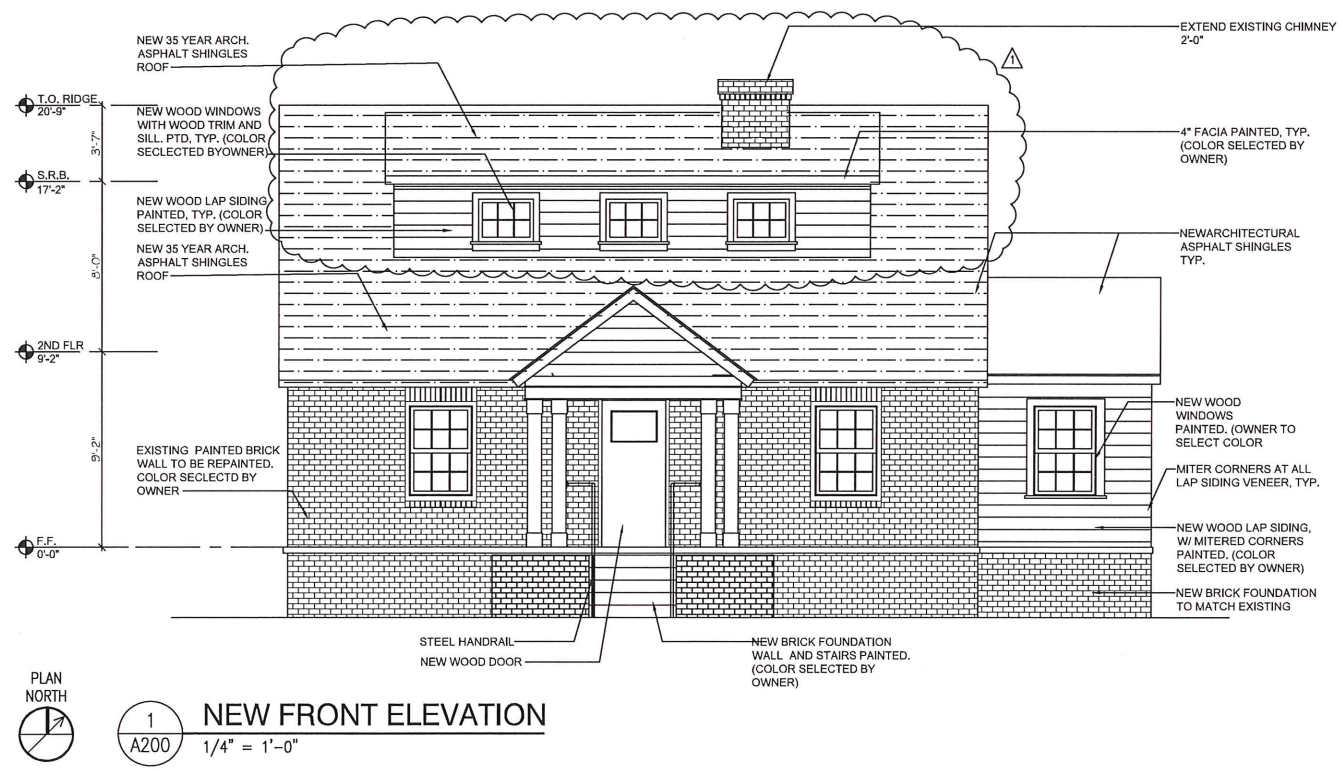 NEW 35 YEAR ARCH.
ASPHALT SHINGLES
ROOF
EXTEND EXISTING CHIMNEY
2'-0"
1
T.O. RIDGE
20'-9"
NEW WOOD WINDOWS
WITH WOOD TRIM AND
SILL. PTD, TYP. (COLOR
SECLECTED BYOWNER)
3'-7"
4" FACIA PAINTED, TYP.
(COLOR SELECTED BY
OWNER)
S.R.B.
17'-2"
NEW WOOD LAP SIDING
PAINTED, TYP. (COLOR
SELECTED BY OWNER)
NEW 35 YEAR ARCH.
ASPHALT SHINGLES
ROOF
8'-0"
NEWARCHITECTURAL
ASPHALT SHINGLES
TYP.
2ND FLR
9'-2"
9'-2"
EXISTING PAINTED BRICK
WALL TO BE REPAINTED.
COLOR SECLECTD BY
OWNER
NEW WOOD
WINDOWS
PAINTED. (OWNER TO
SELECT COLOR
MITER CORNERS AT ALL
LAP SIDING VENEER, TYP.
F.F.
0'-0"
NEW WOOD LAP SIDING,
W/ MITERED CORNERS
PAINTED. (COLOR
SELECTED BY OWNER)
NEW BRICK FOUNDATION
TO MATCH EXISTING
STEEL HANDRAIL
NEW WOOD DOOR
NEW BRICK FOUNDATION
WALL AND STAIRS PAINTED.
(COLOR SELECTED BY
OWNER)
PLAN
NORTH
1
A200
NEW FRONT ELEVATION
1/4" = 1'-0"